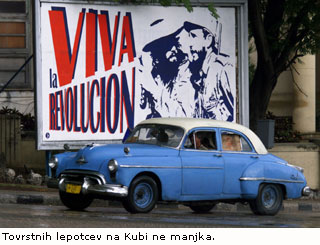 VIVA
la
REVOLUCION
Tovrstnih lepotcev na Kubi ne manjka.